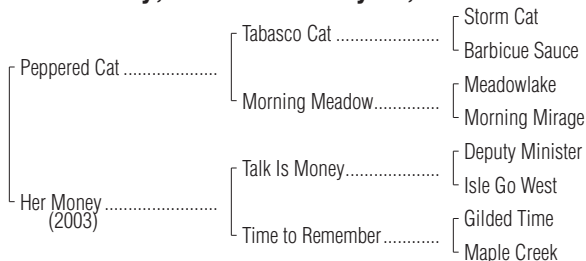 Storm Cat
Tabasco Cat ....................
Barbicue Sauce
Peppered Cat ....................
Meadowlake
Morning Meadow..............
Morning Mirage
Deputy Minister
Talk Is Money....................
Isle Go West
Her Money ........................
(2003)
Gilded Time
Time to Remember............
Maple Creek